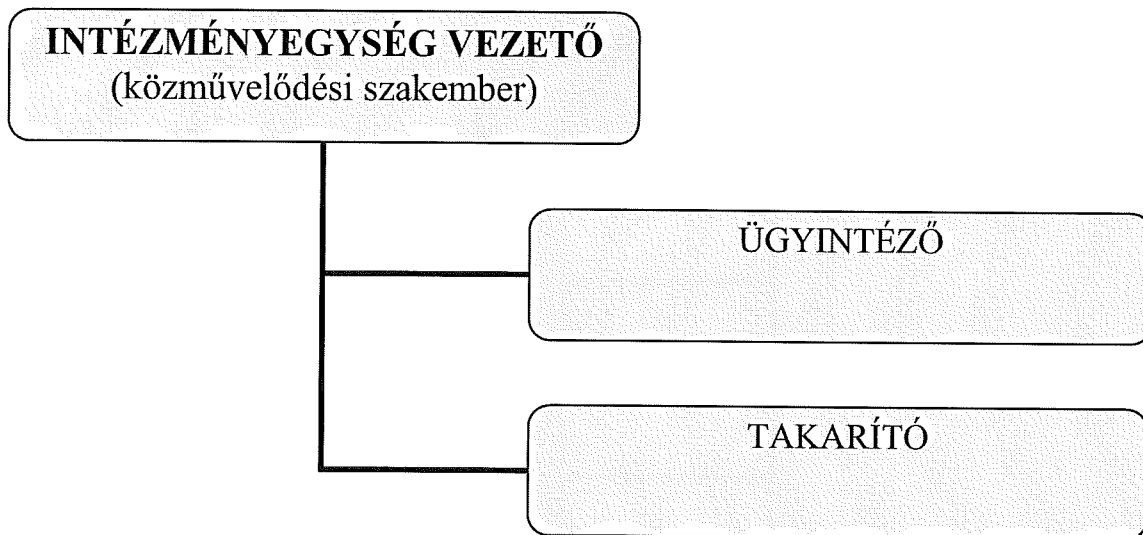 INTÉZMÉNYEGYSÉG VEZETŐ
(közművelődési szakember)
ÜGYINTÉZŐ
TAKARÍTÓ